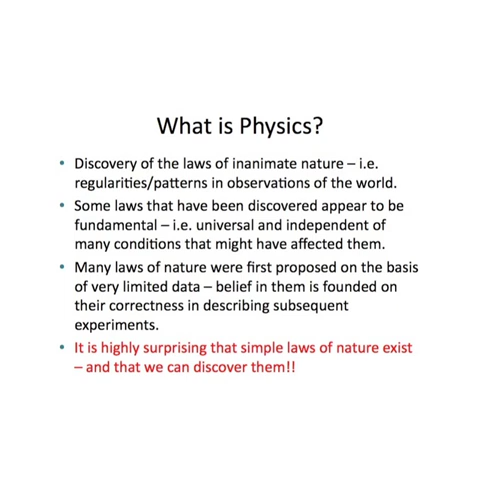 What is Physics?
• Discovery of the laws of inanimate nature – i.e.
regularities/patterns in observations of the world.
• Some laws that have been discovered appear to be
fundamental – i.e. universal and independent of
many conditions that might have affected them.
• Many laws of nature were first proposed on the basis
of very limited data – belief in them is founded on
their correctness in describing subsequent
experiments.
• It is highly surprising that simple laws of nature exist
– and that we can discover them!!